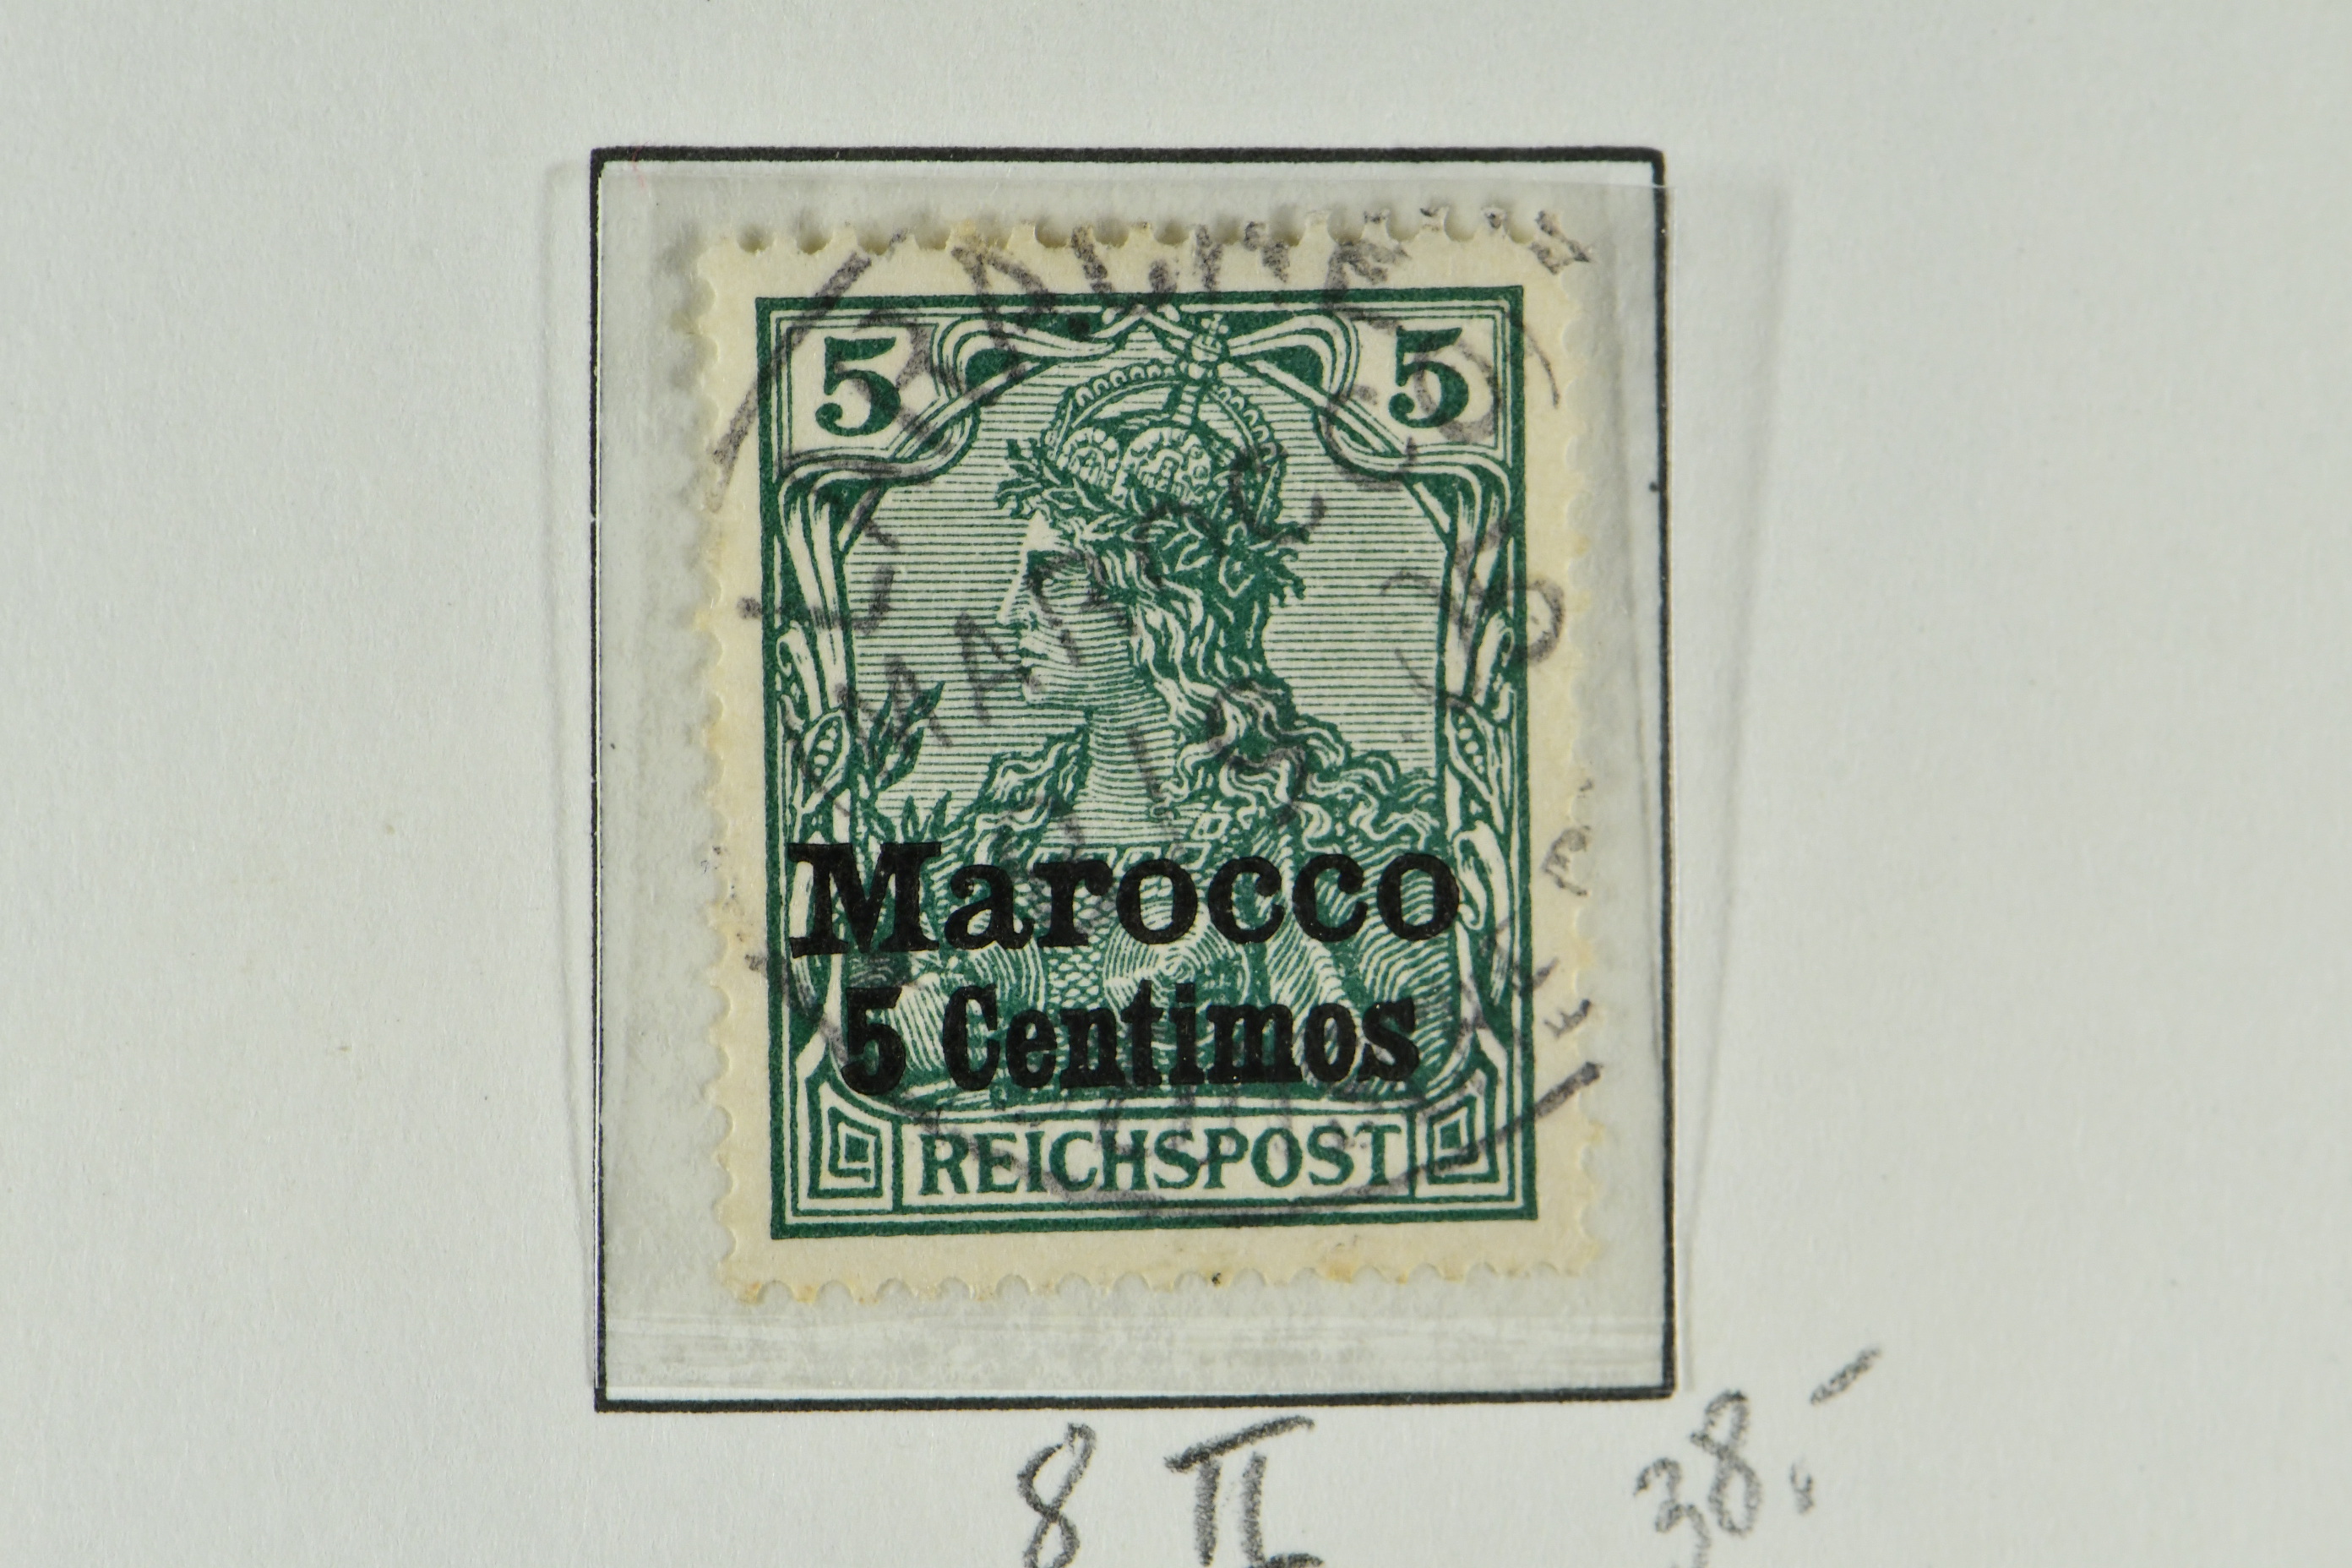 5 5
Marocco
5 Centimos
REICHSPOST
8 II
38.-